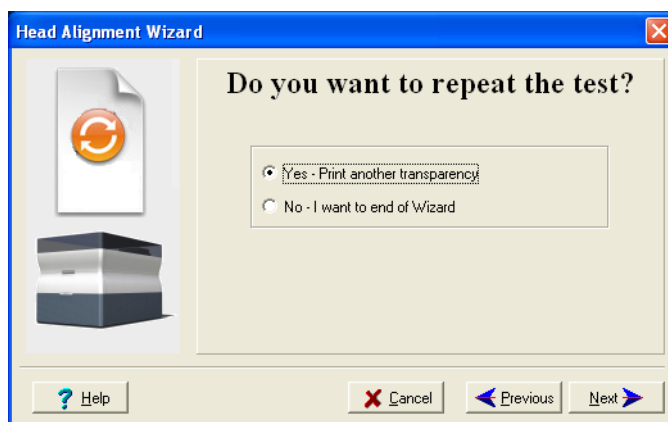 Head Alignment Wizard
Do you want to repeat the test?
Yes - Print another transparency
No - I want to end of Wizard
Help
Cancel
Previous
Next